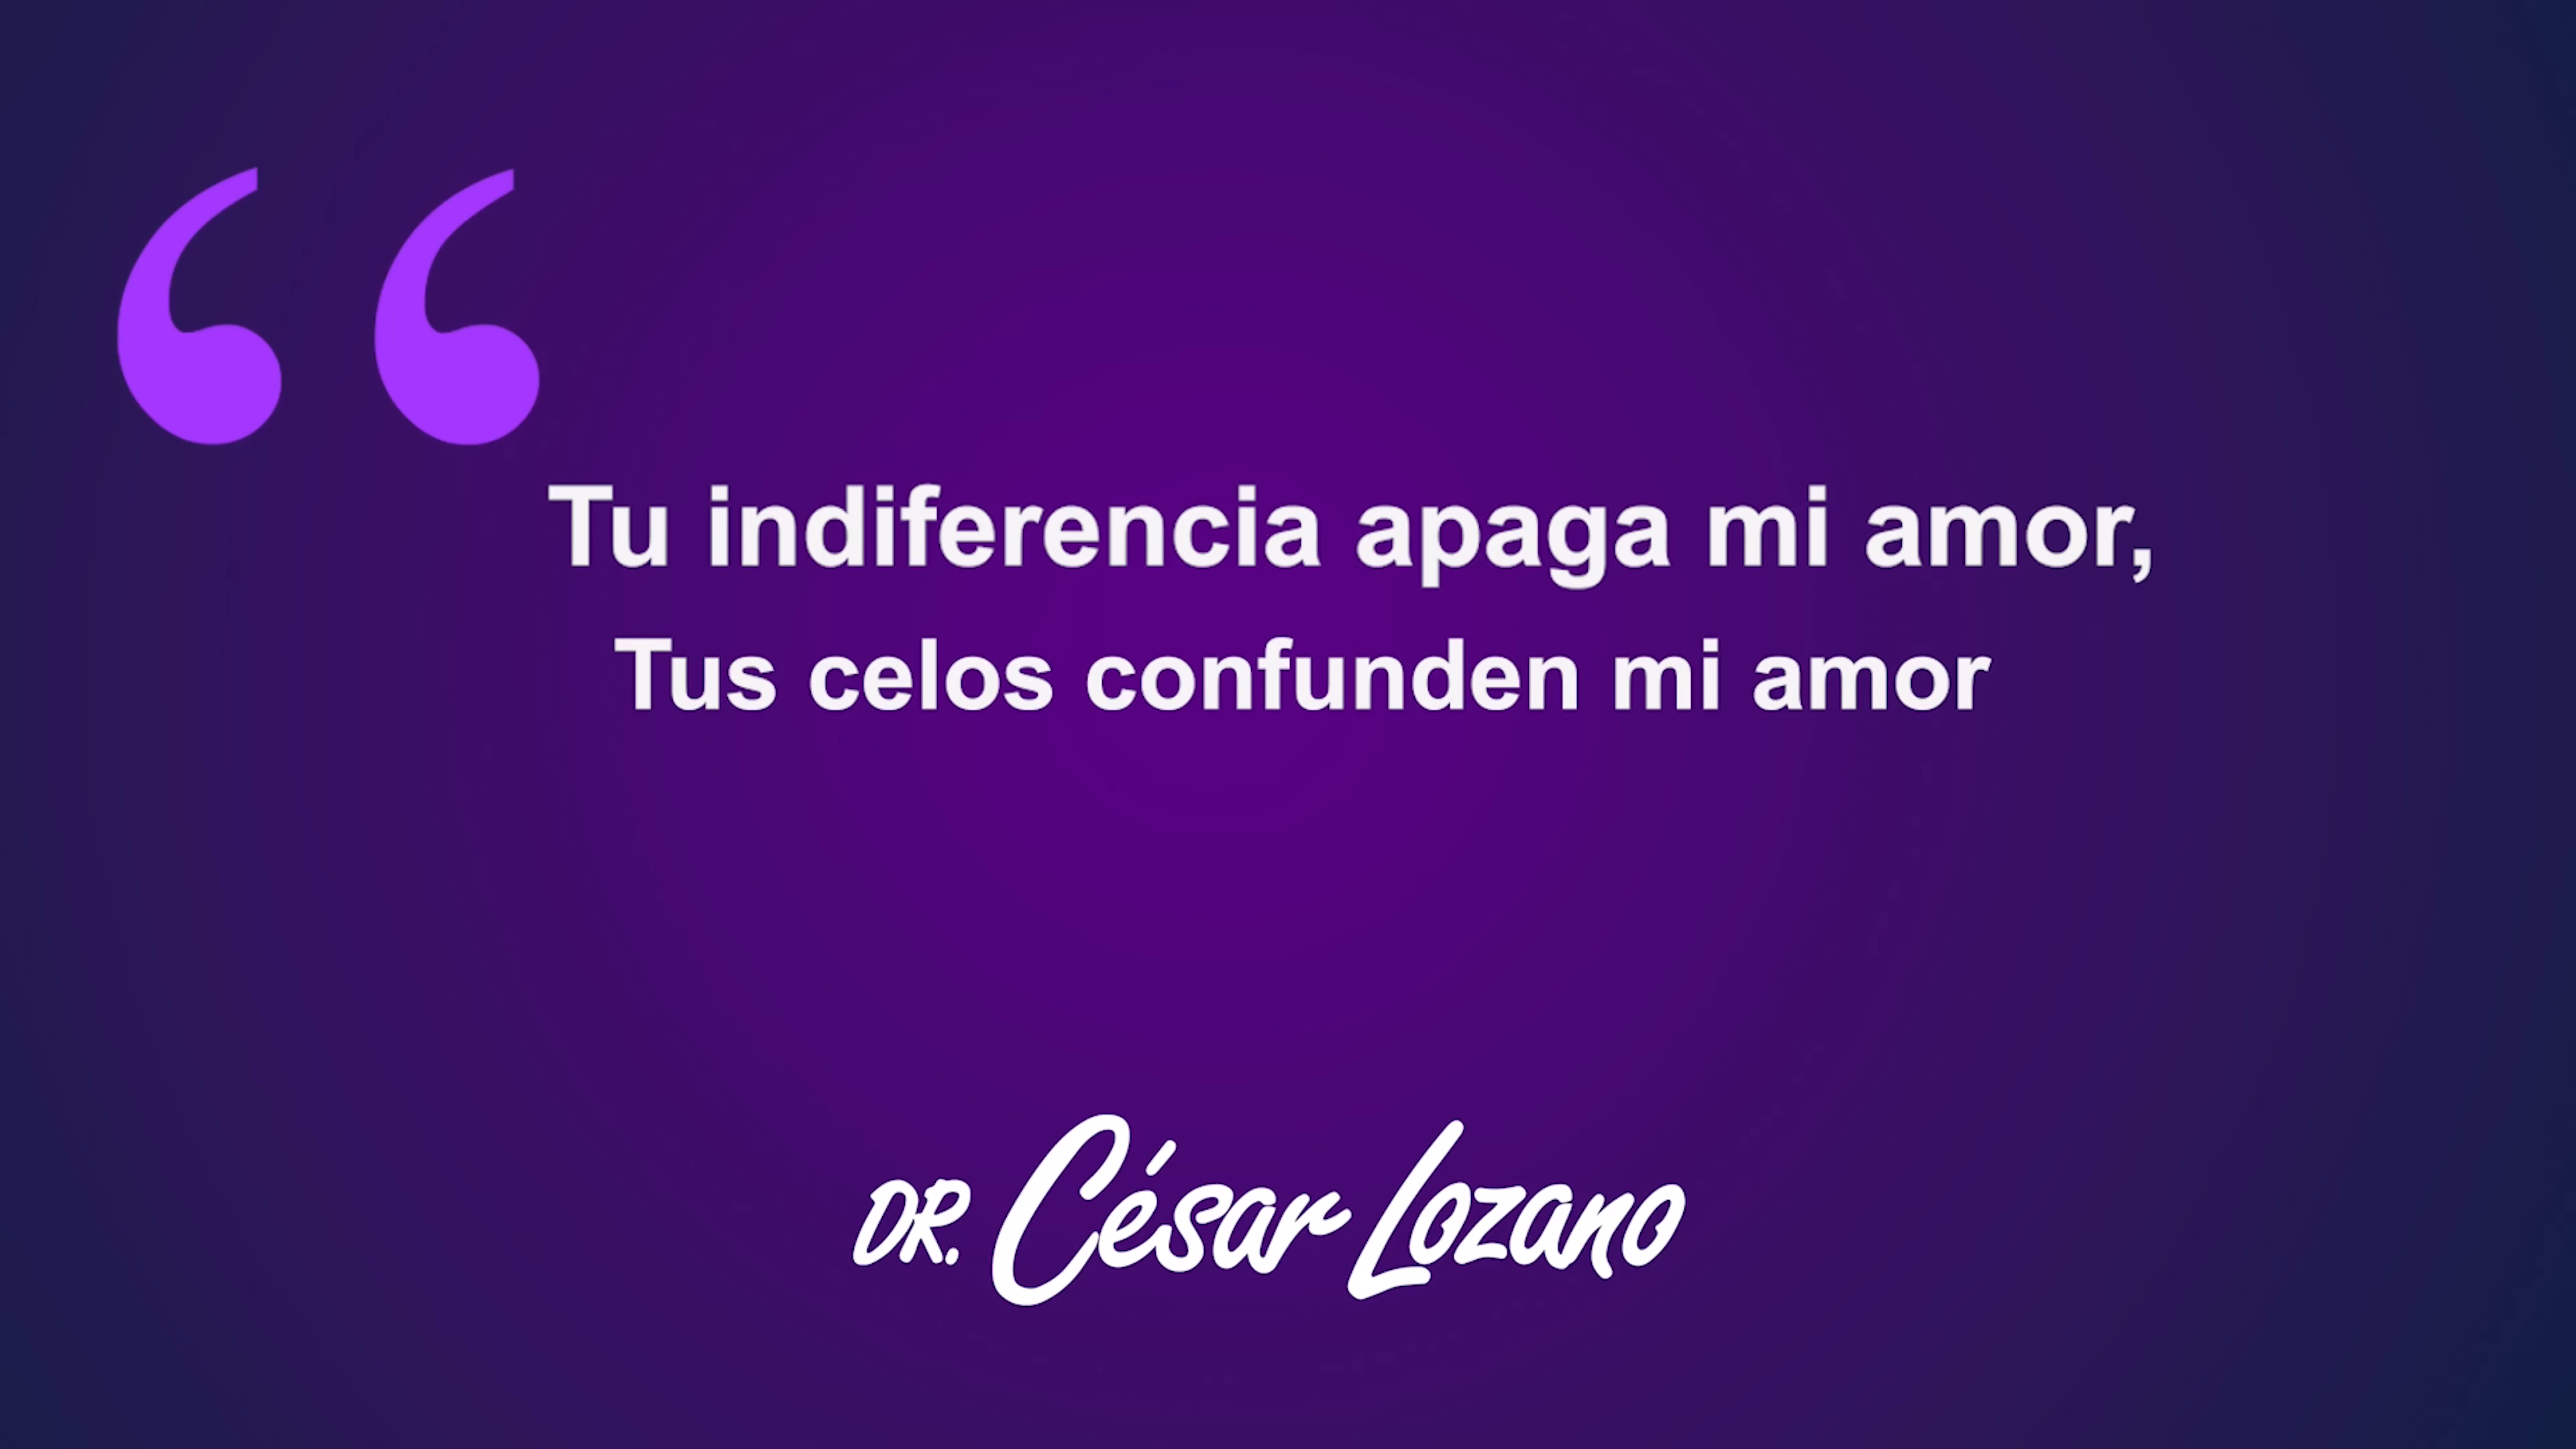 “
Tu indiferencia apaga mi amor,
Tus celos confunden mi amor
DR. César Lozano